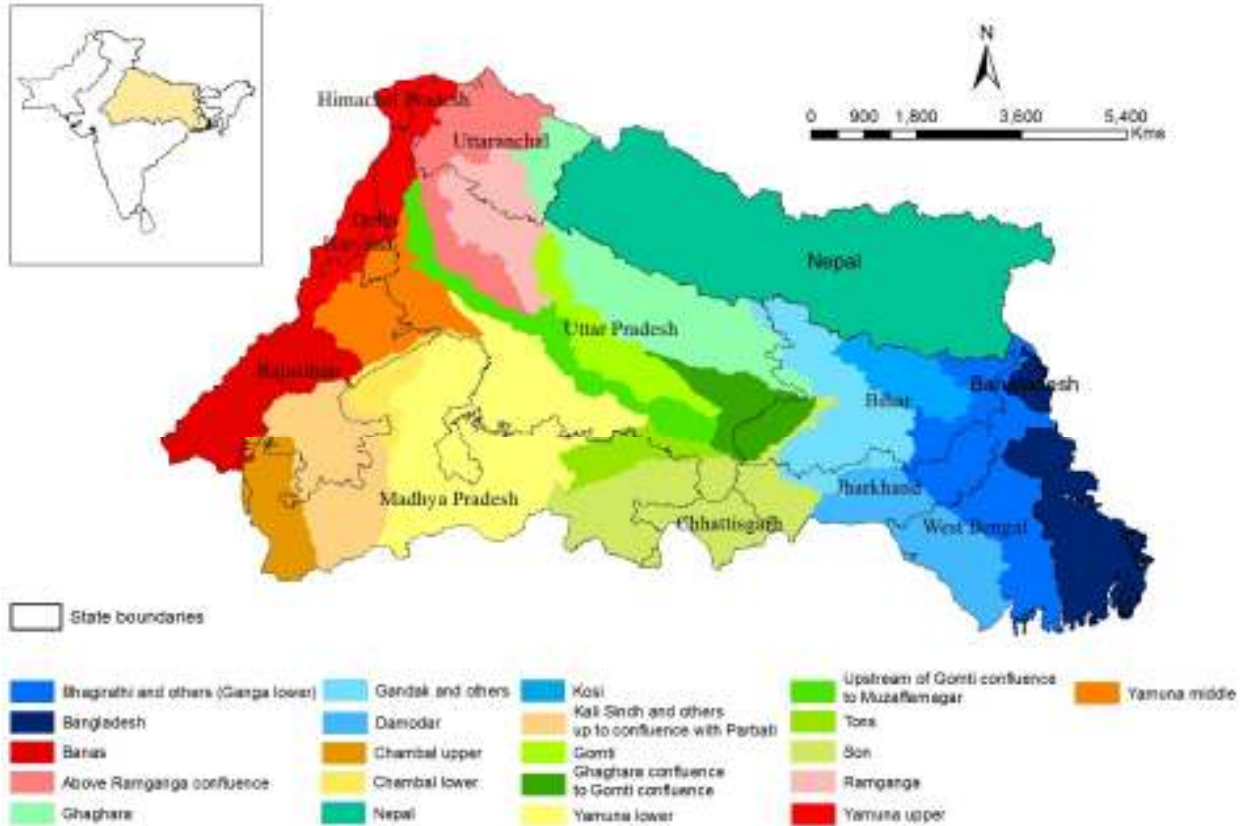 N
0 900 1,800 3,600 5,400
Kms
Himachal Pradesh
Uttaranchal
Delhi
Haryana
Nepal
Uttar Pradesh
Rajasthan
Bangladesh
Bihar
Madhya Pradesh
Jharkhand
Chhattisgarh
West Bengal
State boundaries
Bhagirathi and others (Ganga lower)
Bangladesh
Banas
Above Ramganga confluence
Ghaghara
Gandak and others
Damodar
Chambal upper
Chambal lower
Nepal
Kosi
Kali Sindh and others
up to confluence with Parbati
Gomti
Ghaghara confluence
to Gomti confluence
Yamuna lower
Upstream of Gomti confluence
to Muzaffarnagar
Tons
Son
Ramganga
Yamuna upper
Yamuna middle